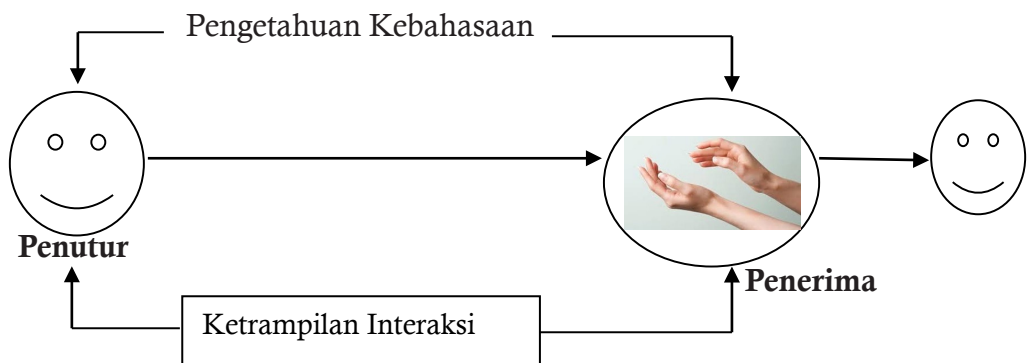 Pengetahuan Kebahasaan
Penutur
Penerima
Ketrampilan Interaksi